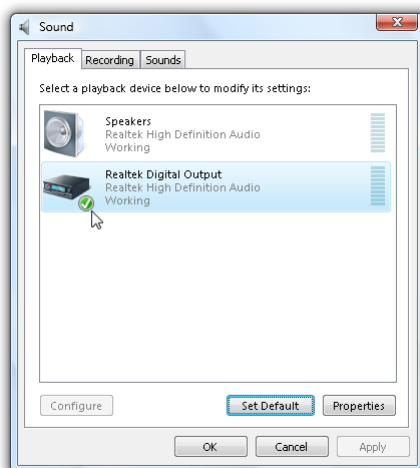 Sound
Playback Recording Sounds
Select a playback device below to modify its settings:
Speakers
Realtek High Definition Audio
Working
Realtek Digital Output
Realtek High Definition Audio
Working
Configure Set Default Properties
OK Cancel Apply